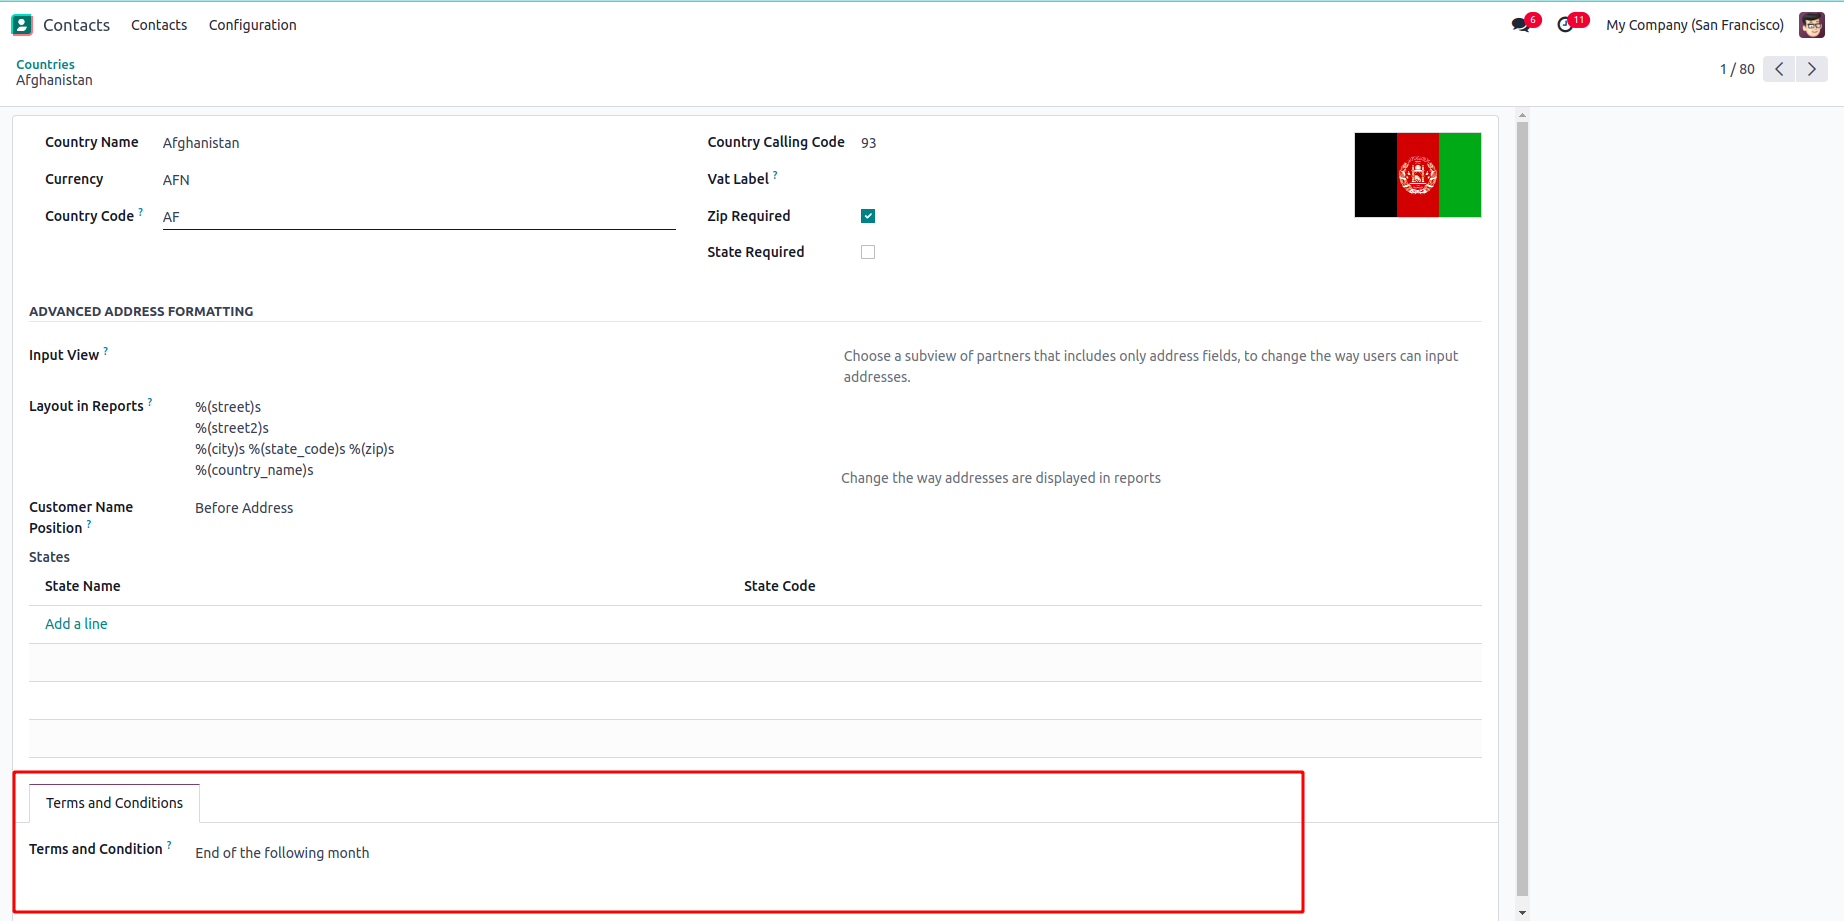 Contacts Contacts Configuration 6 11 My Company (San Francisco)
Countries
Afghanistan
1 / 80
Country Name Afghanistan Country Calling Code 93
Currency AFN Vat Label ?
Country Code ? AF Zip Required
State Required
ADVANCED ADDRESS FORMATTING
Input View ? Choose a subview of partners that includes only address fields, to change the way users can input
addresses.
Layout in Reports ? %(street)s
%(street2)s
%(city)s %(state_code)s %(zip)s
%(country_name)s
Change the way addresses are displayed in reports
Customer Name Before Address
Position ?
States
State Name State Code
Add a line
Terms and Conditions
Terms and Condition ? End of the following month